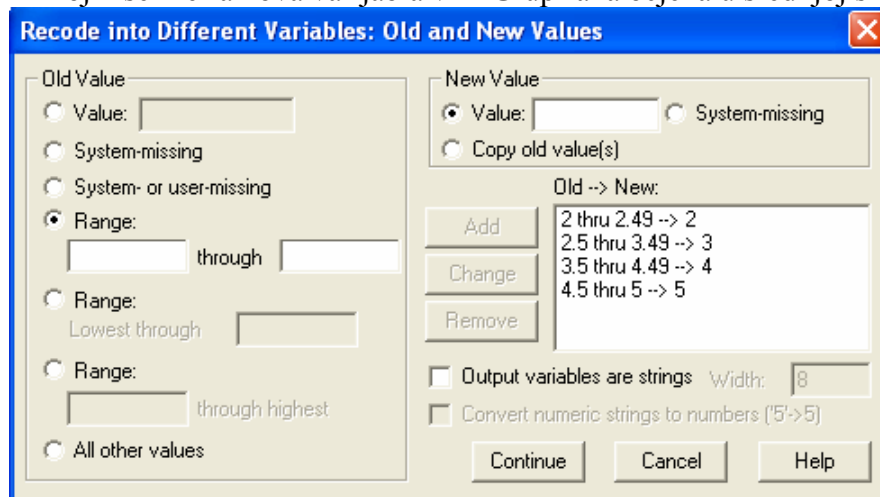 Recode into Different Variables: Old and New Values
Old Value
Value:
System-missing
System- or user-missing
Range:
through
Range:
Lowest through
Range:
through highest
All other values
New Value
Value:
System-missing
Copy old value(s)
Old --> New:
Add
Change
Remove
2 thru 2.49 --> 2
2.5 thru 3.49 --> 3
3.5 thru 4.49 --> 4
4.5 thru 5 --> 5
Output variables are strings Width: 8
Convert numeric strings to numbers ('5'->5)
Continue Cancel Help